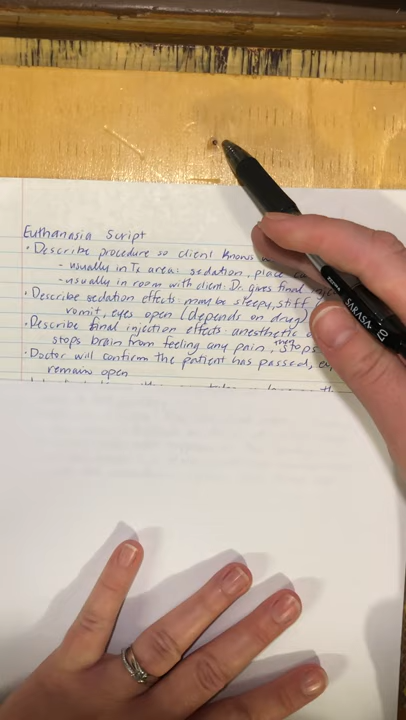 Euthanasia Script
• Describe procedure so client knows
- usually in Tx area: sedation, place
- usually in room with client: Dr. gives final
• Describe sedation effects: may be sleepy, stiff
vomit, eyes open (depends on drug)
• Describe final injection effects: anesthetic
stops brain from feeling any pain, then stops
• Doctor will confirm the patient has passed,
remain open
SARASA 0.7